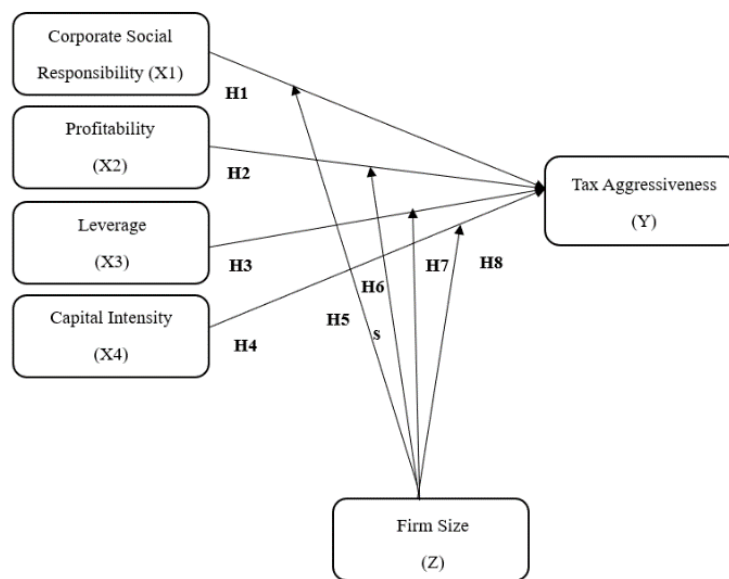 Corporate Social
Responsibility (X1)
H1
Profitability
(X2)
H2
Tax Aggressiveness
(Y)
Leverage
(X3)
H3
H7
H8
H6
Capital Intensity
(X4)
H4
H5
s
Firm Size
(Z)